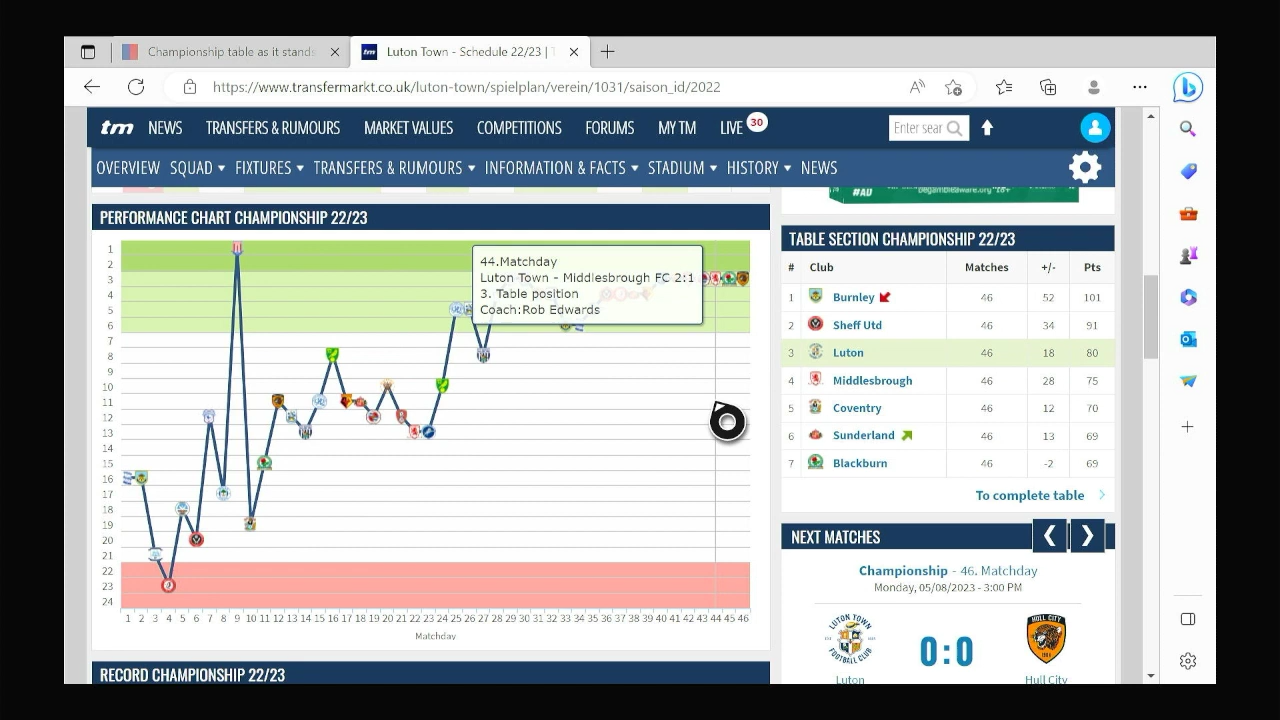 Championship table as it stands
Luton Town - Schedule 22/23 | T
https://www.transfermarkt.co.uk/luton-town/spielplan/verein/1031/saison_id/2022
tm NEWS TRANSFERS & RUMOURS MARKET VALUES COMPETITIONS FORUMS MY TM LIVE 30 Enter sear
OVERVIEW SQUAD FIXTURES TRANSFERS & RUMOURS INFORMATION & FACTS STADIUM HISTORY NEWS
#AD begambleaware.org 18+
PERFORMANCE CHART CHAMPIONSHIP 22/23
1
2
3
4
5
6
7
8
9
10
11
12
13
14
15
16
17
18
19
20
21
22
23
24
44.Matchday
Luton Town - Middlesbrough FC 2:1
3. Table position
Coach:Rob Edwards
1 2 3 4 5 6 7 8 9 10 11 12 13 14 15 16 17 18 19 20 21 22 23 24 25 26 27 28 29 30 31 32 33 34 35 36 37 38 39 40 41 42 43 44 45 46
Matchday
RECORD CHAMPIONSHIP 22/23
TABLE SECTION CHAMPIONSHIP 22/23
# Club Matches +/- Pts
1 Burnley 46 52 101
2 Sheff Utd 46 34 91
3 Luton 46 18 80
4 Middlesbrough 46 28 75
5 Coventry 46 12 70
6 Sunderland 46 13 69
7 Blackburn 46 -2 69
To complete table
NEXT MATCHES
Championship - 46. Matchday
Monday, 05/08/2023 - 3:00 PM
LUTON TOWN
FOOTBALL CLUB
HULL CITY
0:0
Luton
Hull City